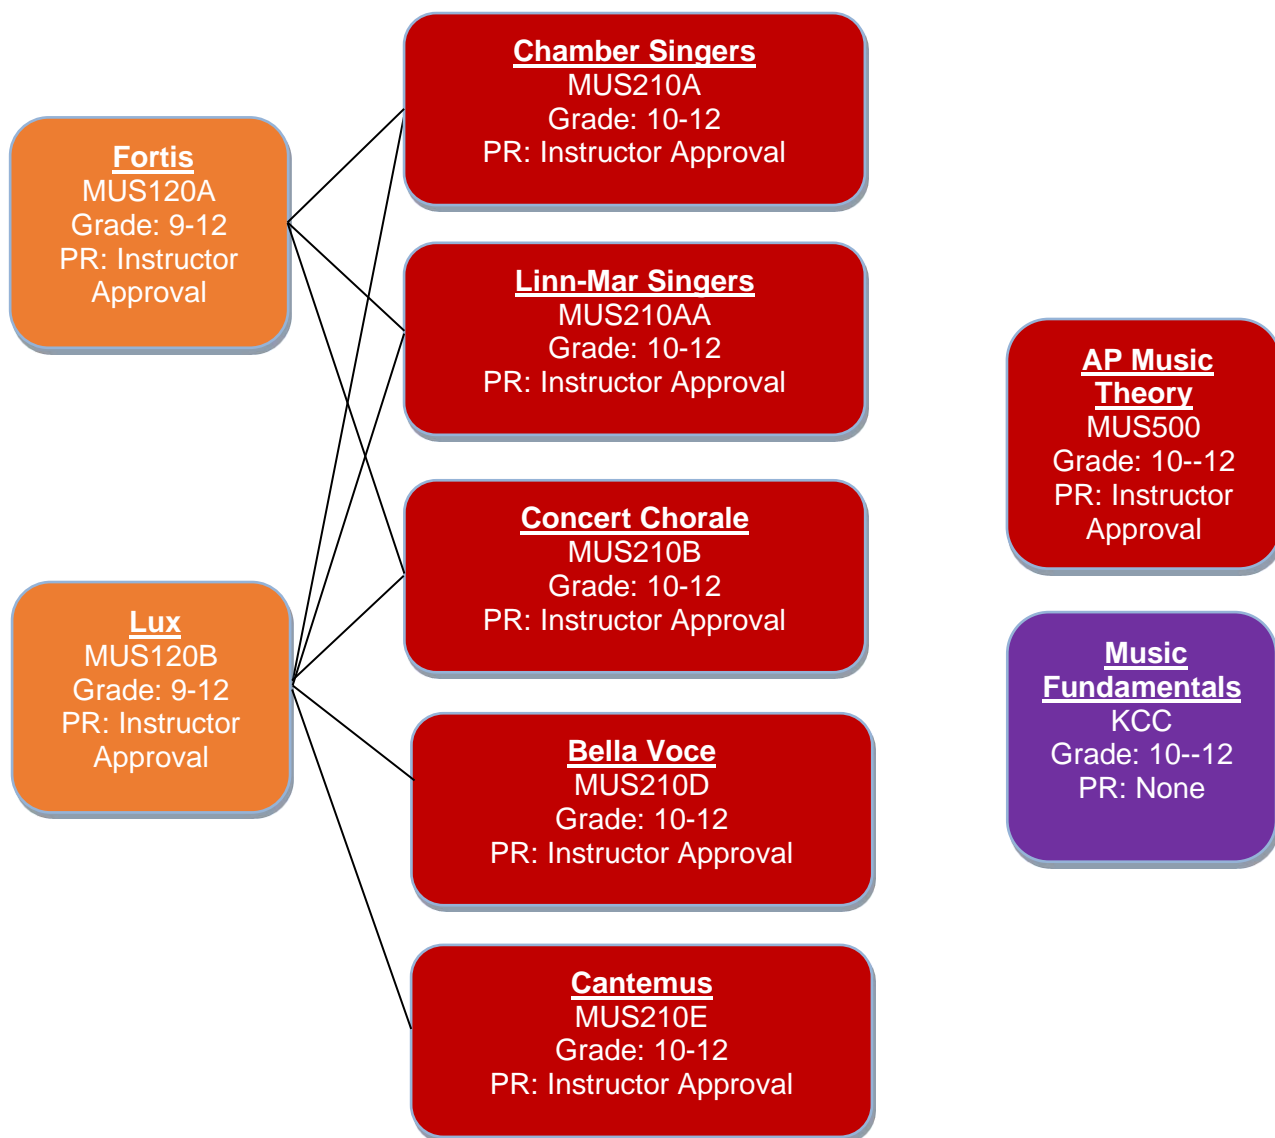 Chamber Singers
MUS210A
Grade: 10-12
PR: Instructor Approval
Fortis
MUS120A
Grade: 9-12
PR: Instructor
Approval
Linn-Mar Singers
MUS210AA
Grade: 10-12
PR: Instructor Approval
AP Music
Theory
MUS500
Grade: 10--12
PR: Instructor
Approval
Concert Chorale
MUS210B
Grade: 10-12
PR: Instructor Approval
Lux
MUS120B
Grade: 9-12
PR: Instructor
Approval
Music
Fundamentals
KCC
Grade: 10--12
PR: None
Bella Voce
MUS210D
Grade: 10-12
PR: Instructor Approval
Cantemus
MUS210E
Grade: 10-12
PR: Instructor Approval